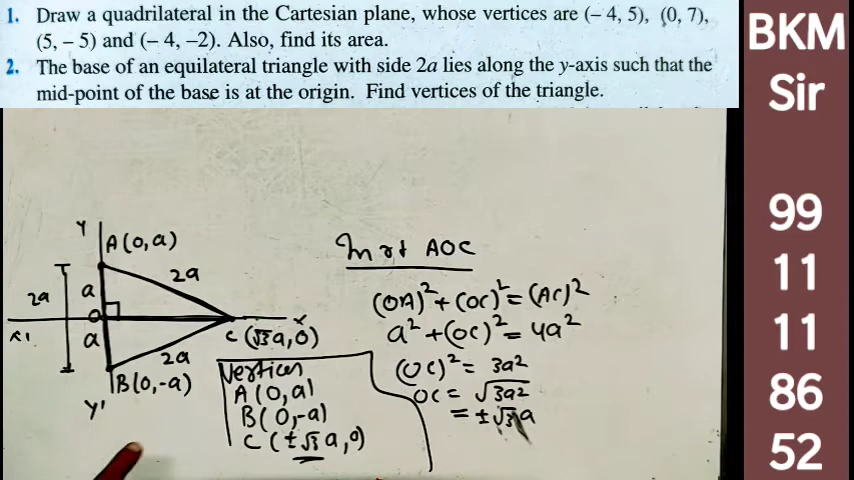 1. Draw a quadrilateral in the Cartesian plane, whose vertices are (– 4, 5), (0, 7),
(5, – 5) and (– 4, –2). Also, find its area.
2. The base of an equilateral triangle with side 2a lies along the y-axis such that the
mid-point of the base is at the origin. Find vertices of the triangle.
BKM
Sir
99
11
11
86
52
Y
A(0,a)
2a
2a
a
O
a
X
X'
C (√3a,0)
2a
B(0,-a)
Y'
Vertices
A (0,a)
B(0,-a)
C (±√3 a,0)
In rt AOC
(OA)²+(OC)²=(AC)²
a²+(OC)²=4a²
(OC)²= 3a²
OC = √3a2
= ±√3a